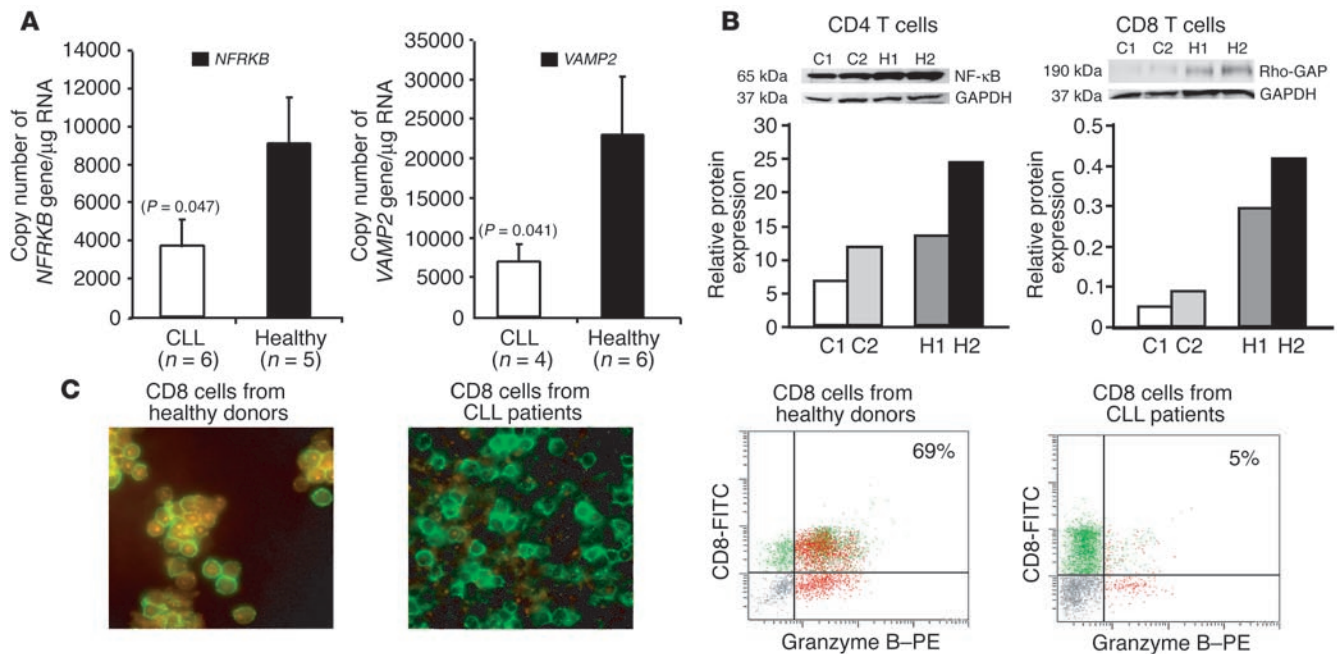 A
14000
12000
10000
8000
6000
4000
2000
0
Copy number of
NFRKB gene/μg RNA
NFRKB
(P = 0.047)
CLL
(n = 6)
Healthy
(n = 5)
35000
30000
25000
20000
15000
10000
5000
0
Copy number of
VAMP2 gene/μg RNA
VAMP2
(P = 0.041)
CLL
(n = 4)
Healthy
(n = 6)
B
CD4 T cells
C1 C2 H1 H2
65 kDa NF-κB
37 kDa GAPDH
30
25
20
15
10
5
0
Relative protein
expression
C1 C2 H1 H2
CD8 T cells
C1 C2 H1 H2
190 kDa Rho-GAP
37 kDa GAPDH
0.5
0.4
0.3
0.2
0.1
0
Relative protein
expression
C1 C2 H1 H2
C
CD8 cells from
healthy donors
CD8 cells from
CLL patients
CD8 cells from
healthy donors
69%
CD8-FITC
Granzyme B–PE
CD8 cells from
CLL patients
5%
CD8-FITC
Granzyme B–PE